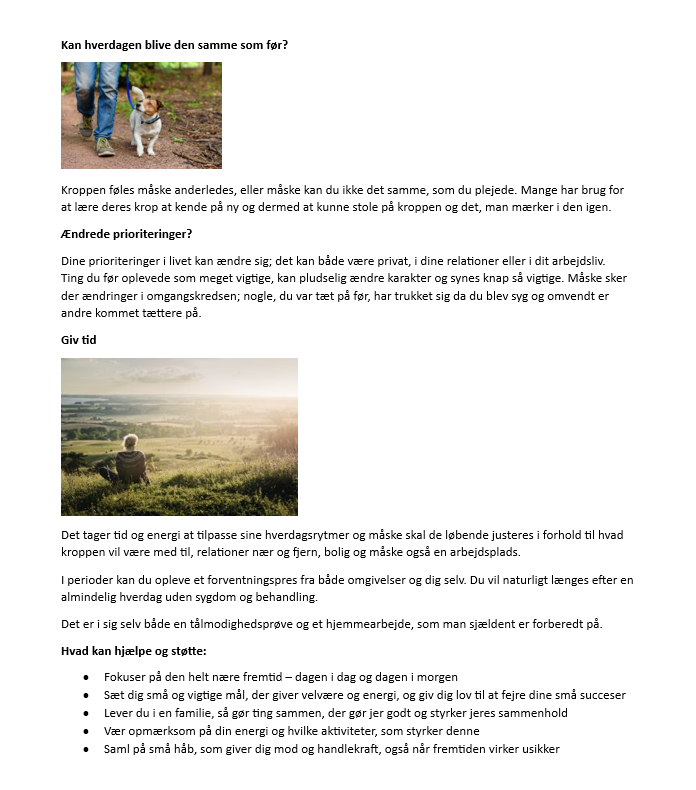 Kan hverdagen blive den samme som før?
Kroppen føles måske anderledes, eller måske kan du ikke det samme, som du plejede. Mange har brug for
at lære deres krop at kende på ny og dermed at kunne stole på kroppen og det, man mærker i den igen.
Ændrede prioriteringer?
Dine prioriteringer i livet kan ændre sig; det kan både være privat, i dine relationer eller i dit arbejdsliv.
Ting du før oplevede som meget vigtige, kan pludselig ændre karakter og synes knap så vigtige. Måske sker
der ændringer i omgangskredsen; nogle, du var tæt på før, har trukket sig da du blev syg og omvendt er
andre kommet tættere på.
Giv tid
Det tager tid og energi at tilpasse sine hverdagsrytmer og måske skal de løbende justeres i forhold til hvad
kroppen vil være med til, relationer nær og fjern, bolig og måske også en arbejdsplads.
I perioder kan du opleve et forventningspres fra både omgivelser og dig selv. Du vil naturligt længes efter en
almindelig hverdag uden sygdom og behandling.
Det er i sig selv både en tålmodighedsprøve og et hjemmearbejde, som man sjældent er forberedt på.
Hvad kan hjælpe og støtte:
• Fokuser på den helt nære fremtid – dagen i dag og dagen i morgen
• Sæt dig små og vigtige mål, der giver velvære og energi, og giv dig lov til at fejre dine små succeser
• Lever du i en familie, så gør ting sammen, der gør jer godt og styrker jeres sammenhold
• Vær opmærksom på din energi og hvilke aktiviteter, som styrker denne
• Saml på små håb, som giver dig mod og handlekraft, også når fremtiden virker usikker